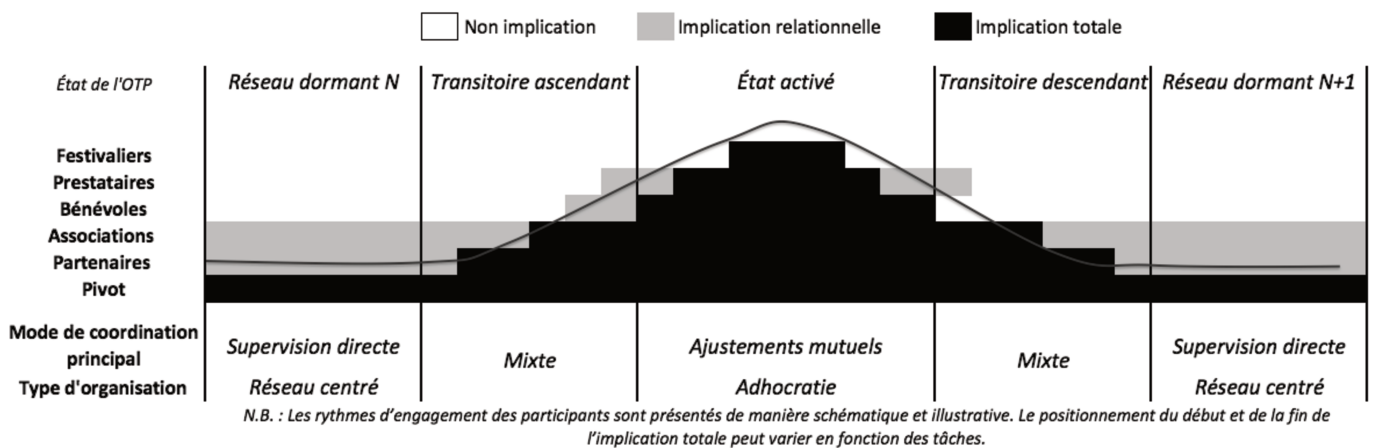 Non implication Implication relationnelle Implication totale
État de l'OTP Réseau dormant N Transitoire ascendant État activé Transitoire descendant Réseau dormant N+1
Festivaliers
Prestataires
Bénévoles
Associations
Partenaires
Pivot
Mode de coordination
principal
Supervision directe Mixte Ajustements mutuels Mixte Supervision directe
Type d'organisation Réseau centré Adhocratie Réseau centré
N.B. : Les rythmes d’engagement des participants sont présentés de manière schématique et illustrative. Le positionnement du début et de la fin de
l’implication totale peut varier en fonction des tâches.